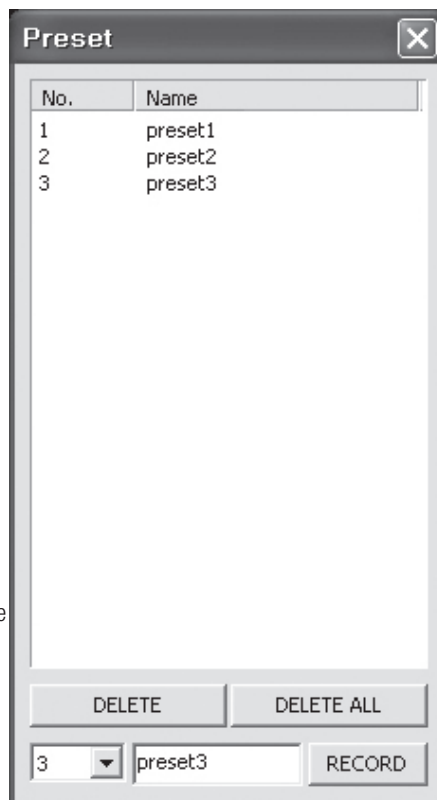 Preset
No. Name
1 preset1
2 preset2
3 preset3
e
DELETE DELETE ALL
3 preset3 RECORD